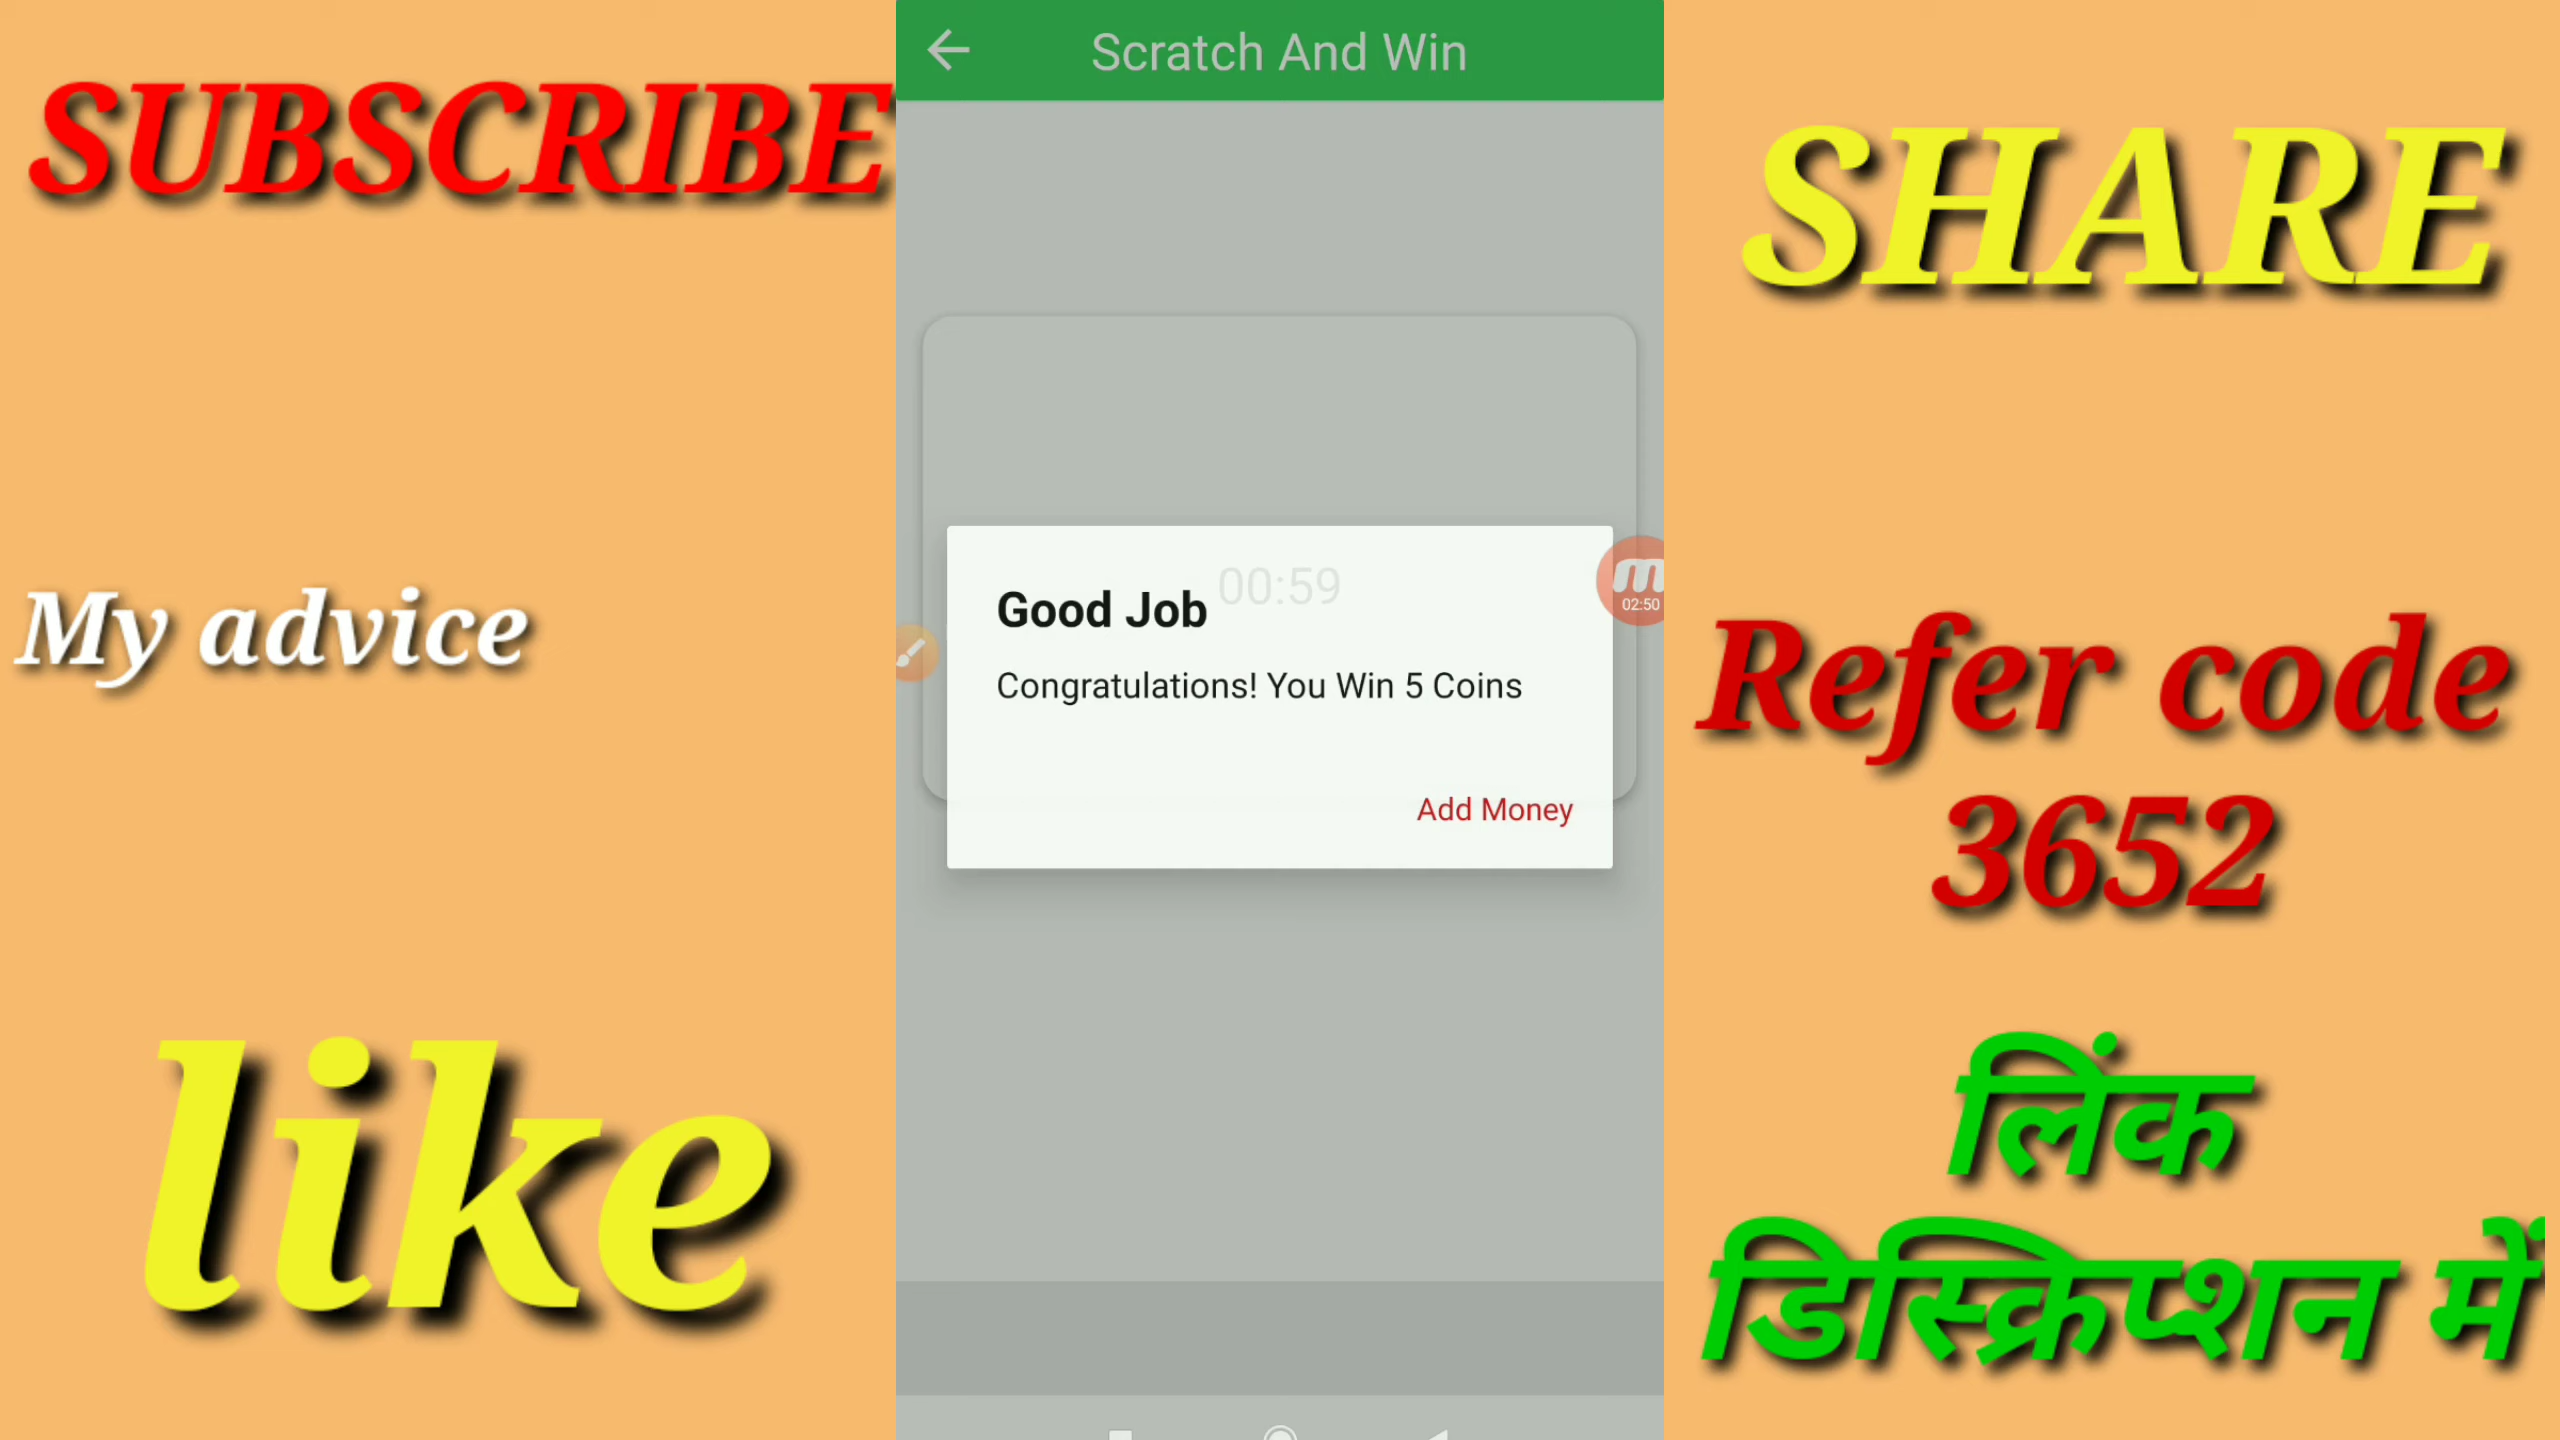 SUBSCRIBE
My advice
like
Scratch And Win
00:59
Good Job
Congratulations! You Win 5 Coins
Add Money
02:50
SHARE
Refer code
3652
लिंक
डिस्क्रिप्शन में